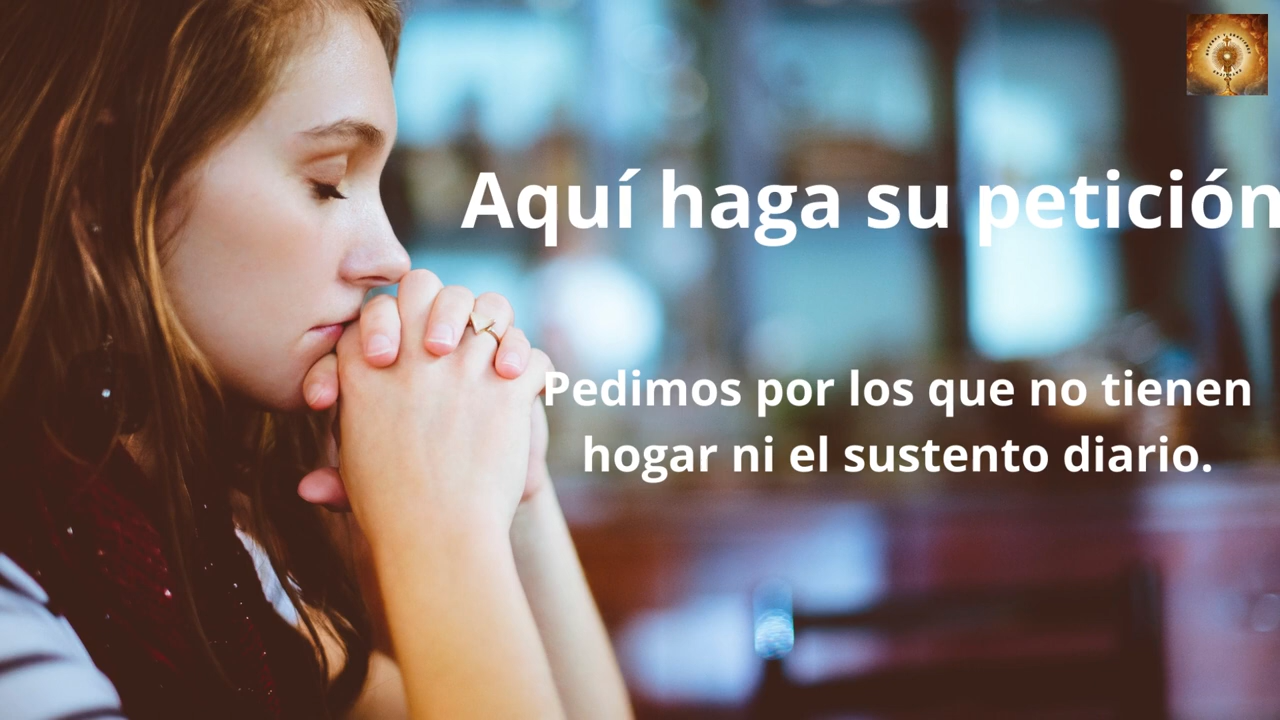 Aquí haga su petición
Pedimos por los que no tienen
hogar ni el sustento diario.